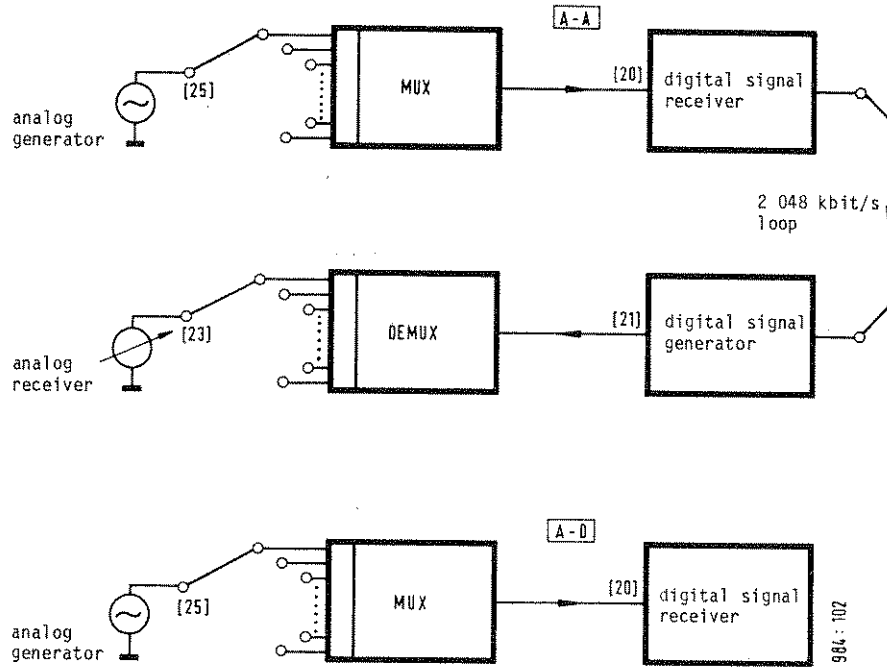 A-A
[25]
analog
generator
MUX
[20]
digital signal
receiver
2 048 kbit/s
loop
[23]
analog
receiver
DEMUX
[21]
digital signal
generator
A-D
[25]
analog
generator
MUX
[20]
digital signal
receiver
984: 102